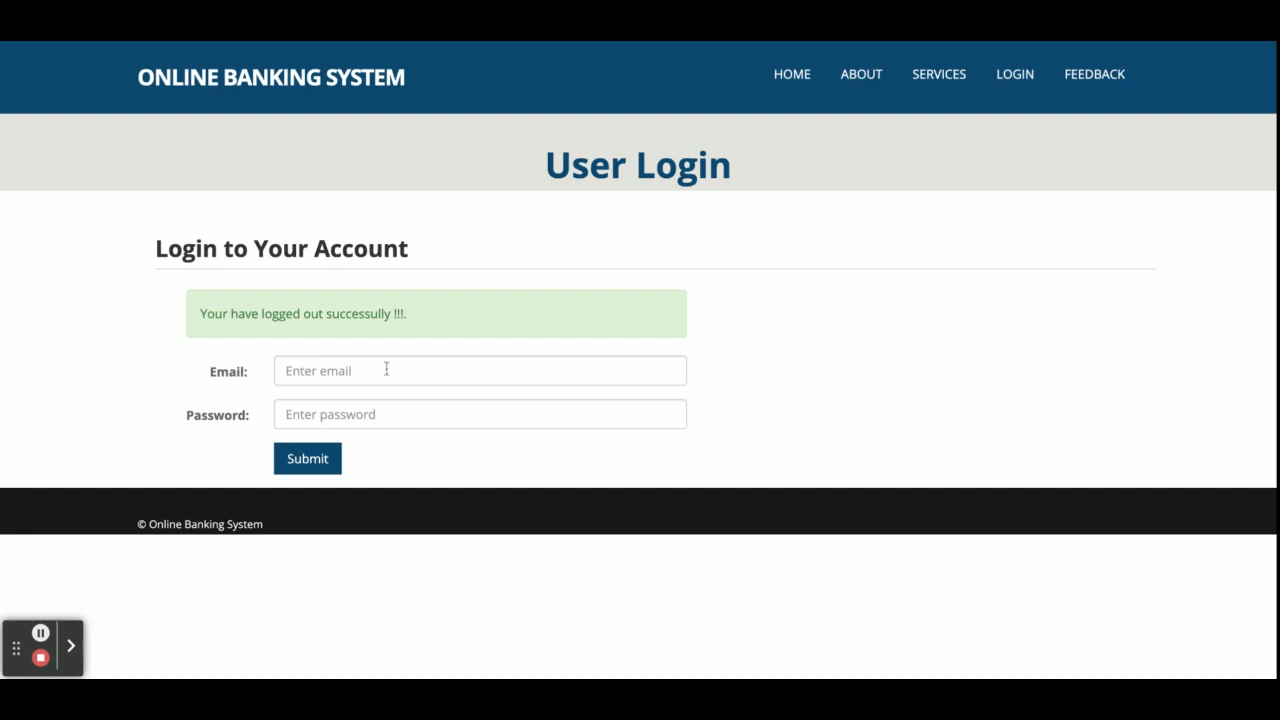 ONLINE BANKING SYSTEM
HOME ABOUT SERVICES LOGIN FEEDBACK
User Login
Login to Your Account
Your have logged out successully !!!.
Email: Enter email
Password: Enter password
Submit
© Online Banking System